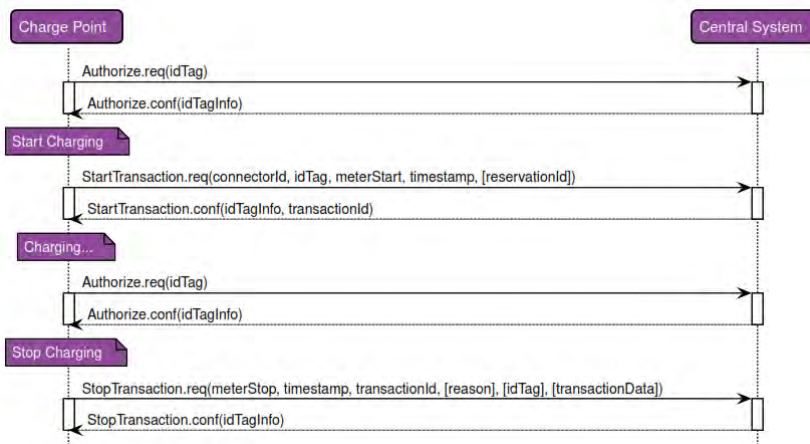 Charge Point
Central System
Authorize.req(idTag)
Authorize.conf(idTagInfo)
Start Charging
StartTransaction.req(connectorId, idTag, meterStart, timestamp, [reservationId])
StartTransaction.conf(idTagInfo, transactionId)
Charging...
Authorize.req(idTag)
Authorize.conf(idTagInfo)
Stop Charging
StopTransaction.req(meterStop, timestamp, transactionId, [reason], [idTag], [transactionData])
StopTransaction.conf(idTagInfo)